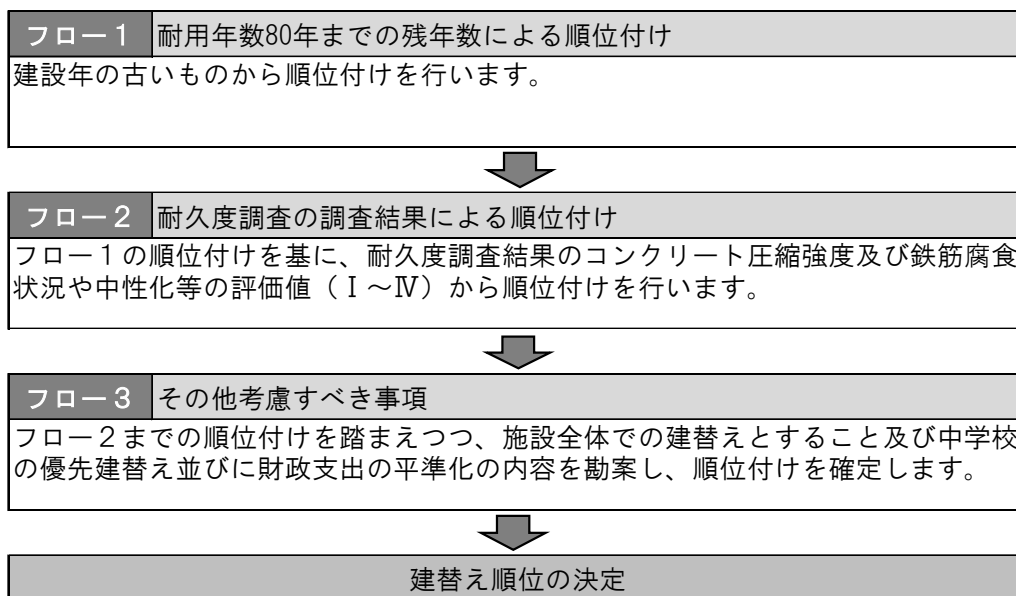 フロー1 耐用年数80年までの残年数による順位付け
建設年の古いものから順位付けを行います。
フロー2 耐久度調査の調査結果による順位付け
フロー1の順位付けを基に、耐久度調査結果のコンクリート圧縮強度及び鉄筋腐食
状況や中性化等の評価値（Ⅰ～Ⅳ）から順位付けを行います。
フロー3 その他考慮すべき事項
フロー2までの順位付けを踏まえつつ、施設全体での建替えとすること及び中学校
の優先建替え並びに財政支出の平準化の内容を勘案し、順位付けを確定します。
建替え順位の決定